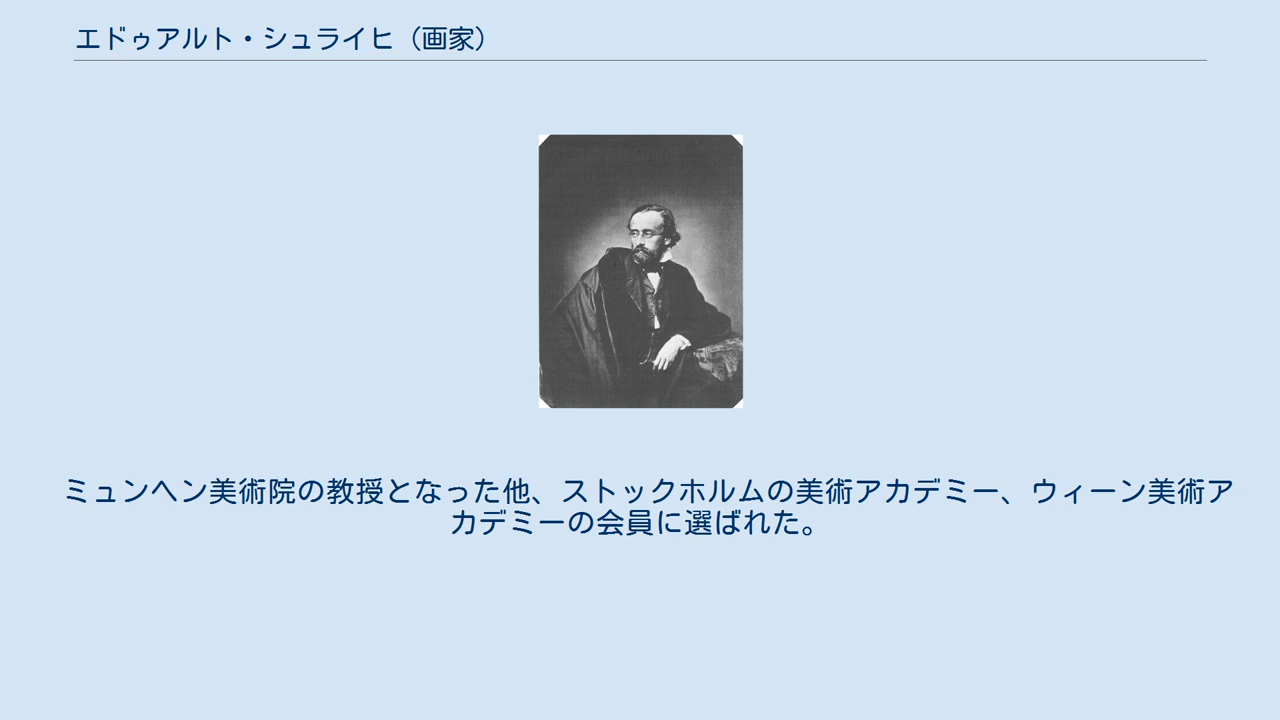 エドゥアルト・シュライヒ（画家）
ミュンヘン美術院の教授となった他、ストックホルムの美術アカデミー、ウィーン美術ア
カデミーの会員に選ばれた。